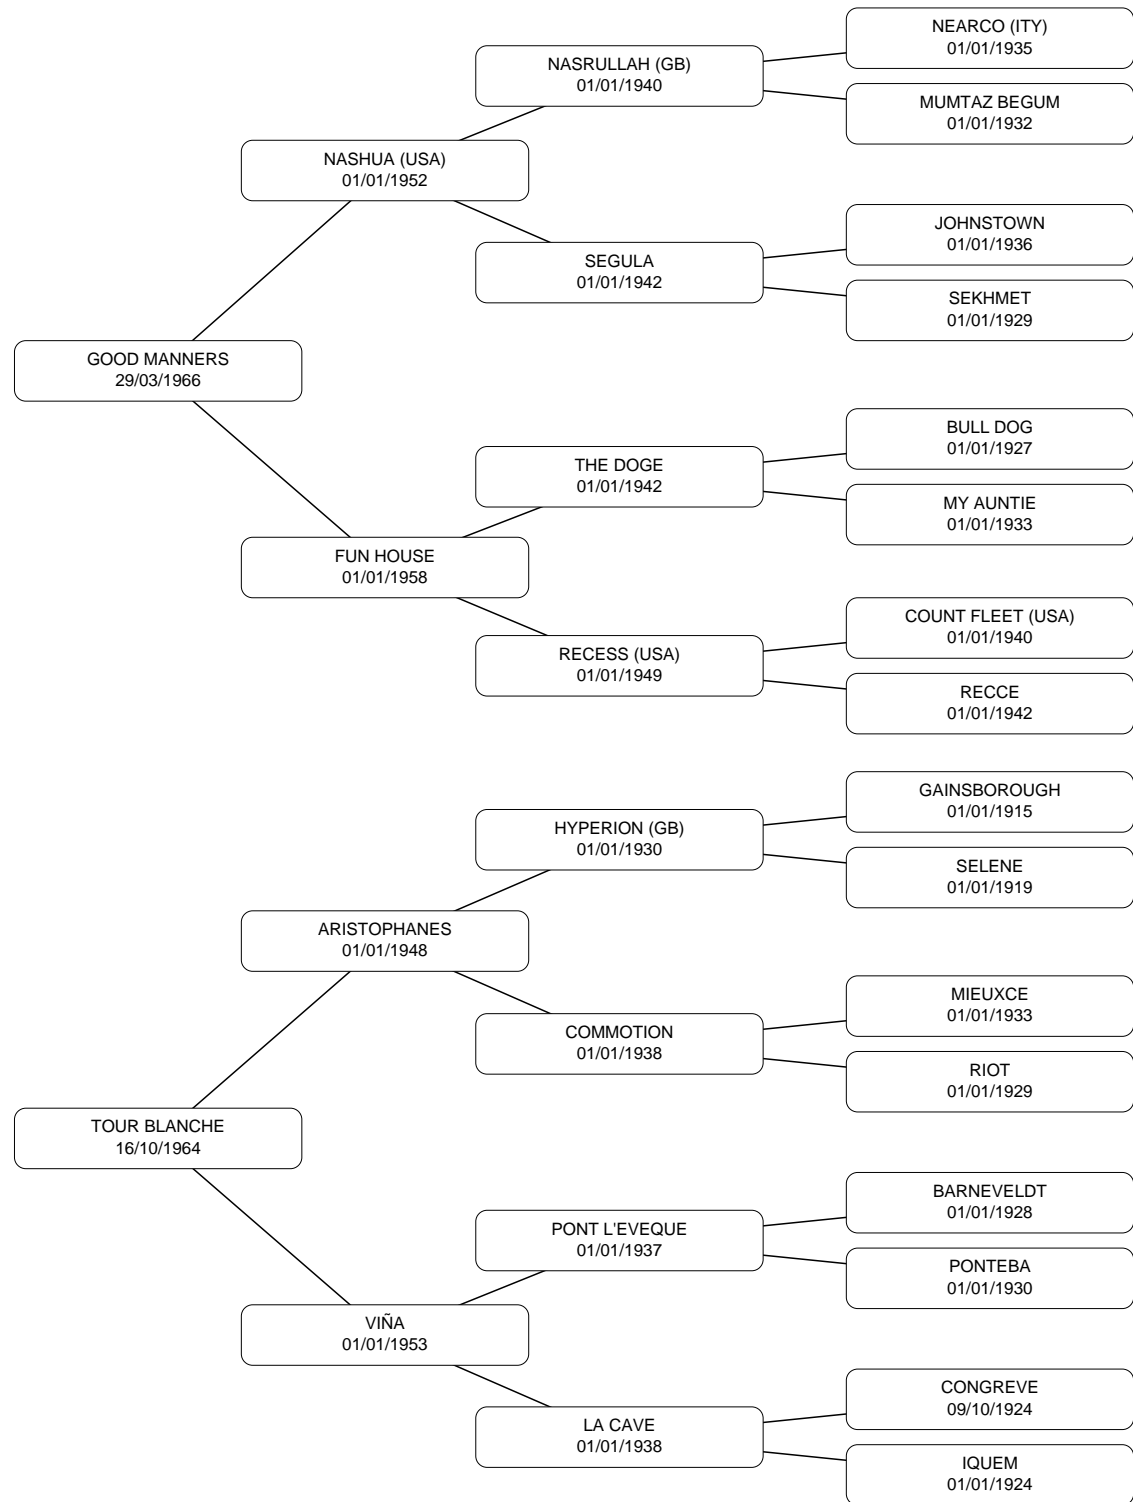 NEARCO (ITY)
01/01/1935
NASRULLAH (GB)
01/01/1940
MUMTAZ BEGUM
01/01/1932
NASHUA (USA)
01/01/1952
JOHNSTOWN
01/01/1936
SEGULA
01/01/1942
SEKHMET
01/01/1929
GOOD MANNERS
29/03/1966
BULL DOG
01/01/1927
THE DOGE
01/01/1942
MY AUNTIE
01/01/1933
FUN HOUSE
01/01/1958
COUNT FLEET (USA)
01/01/1940
RECESS (USA)
01/01/1949
RECCE
01/01/1942
GAINSBOROUGH
01/01/1915
HYPERION (GB)
01/01/1930
SELENE
01/01/1919
ARISTOPHANES
01/01/1948
MIEUXCE
01/01/1933
COMMOTION
01/01/1938
RIOT
01/01/1929
TOUR BLANCHE
16/10/1964
BARNEVELDT
01/01/1928
PONT L'EVEQUE
01/01/1937
PONTEBA
01/01/1930
VIÑA
01/01/1953
CONGREVE
09/10/1924
LA CAVE
01/01/1938
IQUEM
01/01/1924